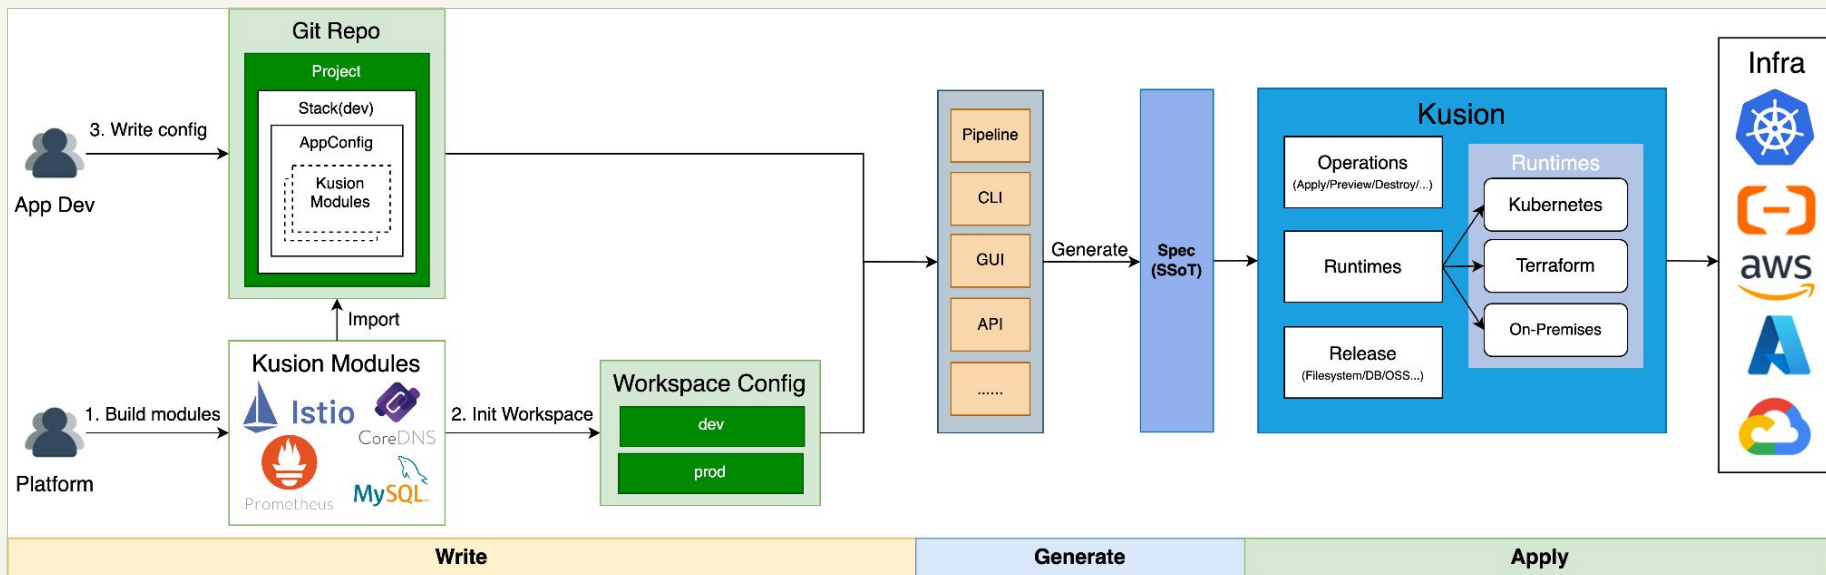 Git Repo
Project
Stack(dev)
AppConfig
Kusion
Modules
3. Write config
App Dev
Import
Kusion Modules
Istio
CoreDNS
Prometheus
MySQL
1. Build modules
Platform
2. Init Workspace
Workspace Config
dev
prod
Pipeline
CLI
GUI
API
......
Generate
Spec
(SSoT)
Kusion
Operations
(Apply/Preview/Destroy/...)
Runtimes
Release
(Filesystem/DB/OSS...)
Runtimes
Kubernetes
Terraform
On-Premises
Infra
aws
Write
Generate
Apply